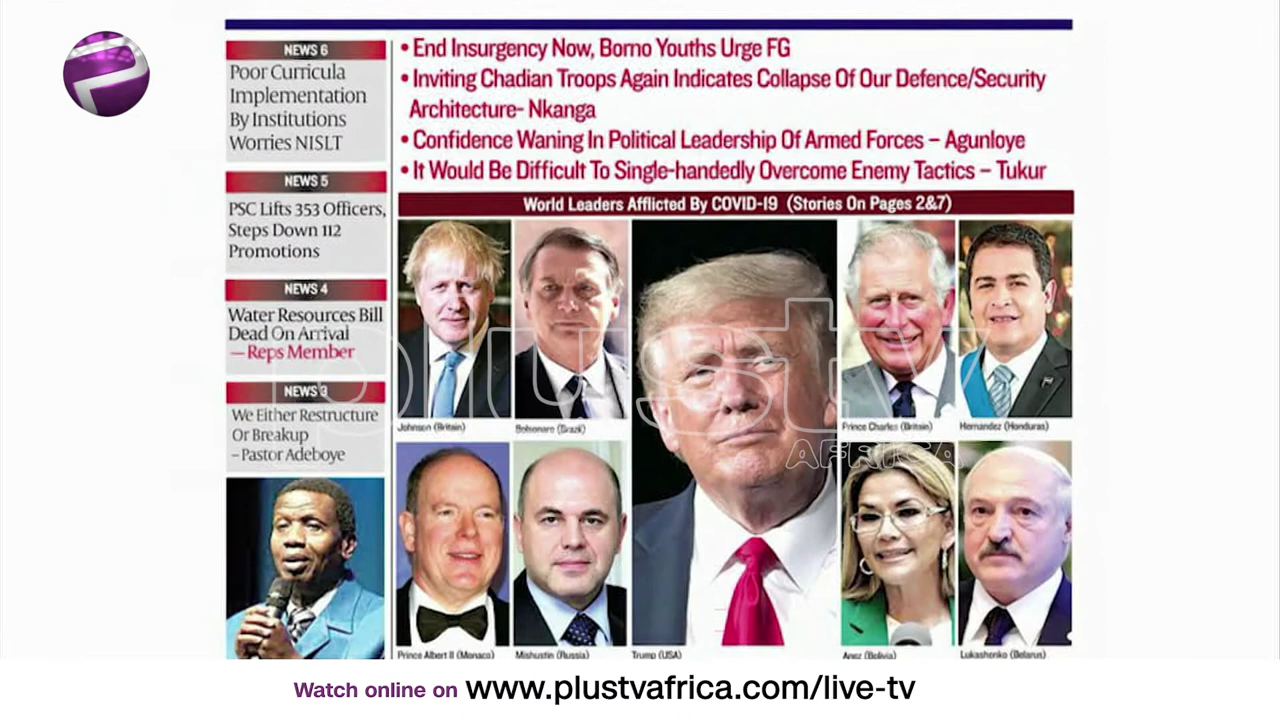 NEWS 6
Poor Curricula
Implementation
By Institutions
Worries NISLT
NEWS 5
PSC Lifts 353 Officers,
Steps Down 112
Promotions
NEWS 4
Water Resources Bill
Dead On Arrival
— Reps Member
NEWS 3
We Either Restructure
Or Breakup
– Pastor Adeboye
• End Insurgency Now, Borno Youths Urge FG
• Inviting Chadian Troops Again Indicates Collapse Of Our Defence/Security
Architecture- Nkanga
• Confidence Waning In Political Leadership Of Armed Forces – Agunloye
• It Would Be Difficult To Single-handedly Overcome Enemy Tactics – Tukur
World Leaders Afflicted By COVID-19 (Stories On Pages 2&7)
Johnson (Britain)
Bolsonaro (Brazil)
Prince Charles (Britain)
Hernandez (Honduras)
Prince Albert II (Monaco)
Mishustin (Russia)
Trump (USA)
Anez (Bolivia)
Lukashenko (Belarus)
plustv
AFRICA
Watch online on www.plustvafrica.com/live-tv